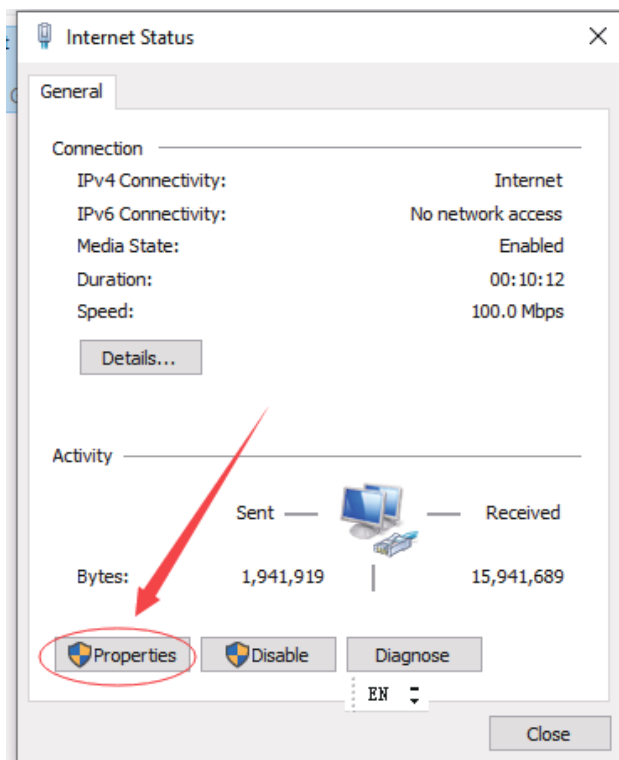 Internet Status
General
Connection
IPv4 Connectivity: Internet
IPv6 Connectivity: No network access
Media State: Enabled
Duration: 00:10:12
Speed: 100.0 Mbps
Details...
Activity
Sent Received
Bytes: 1,941,919 15,941,689
Properties Disable Diagnose
EN
Close